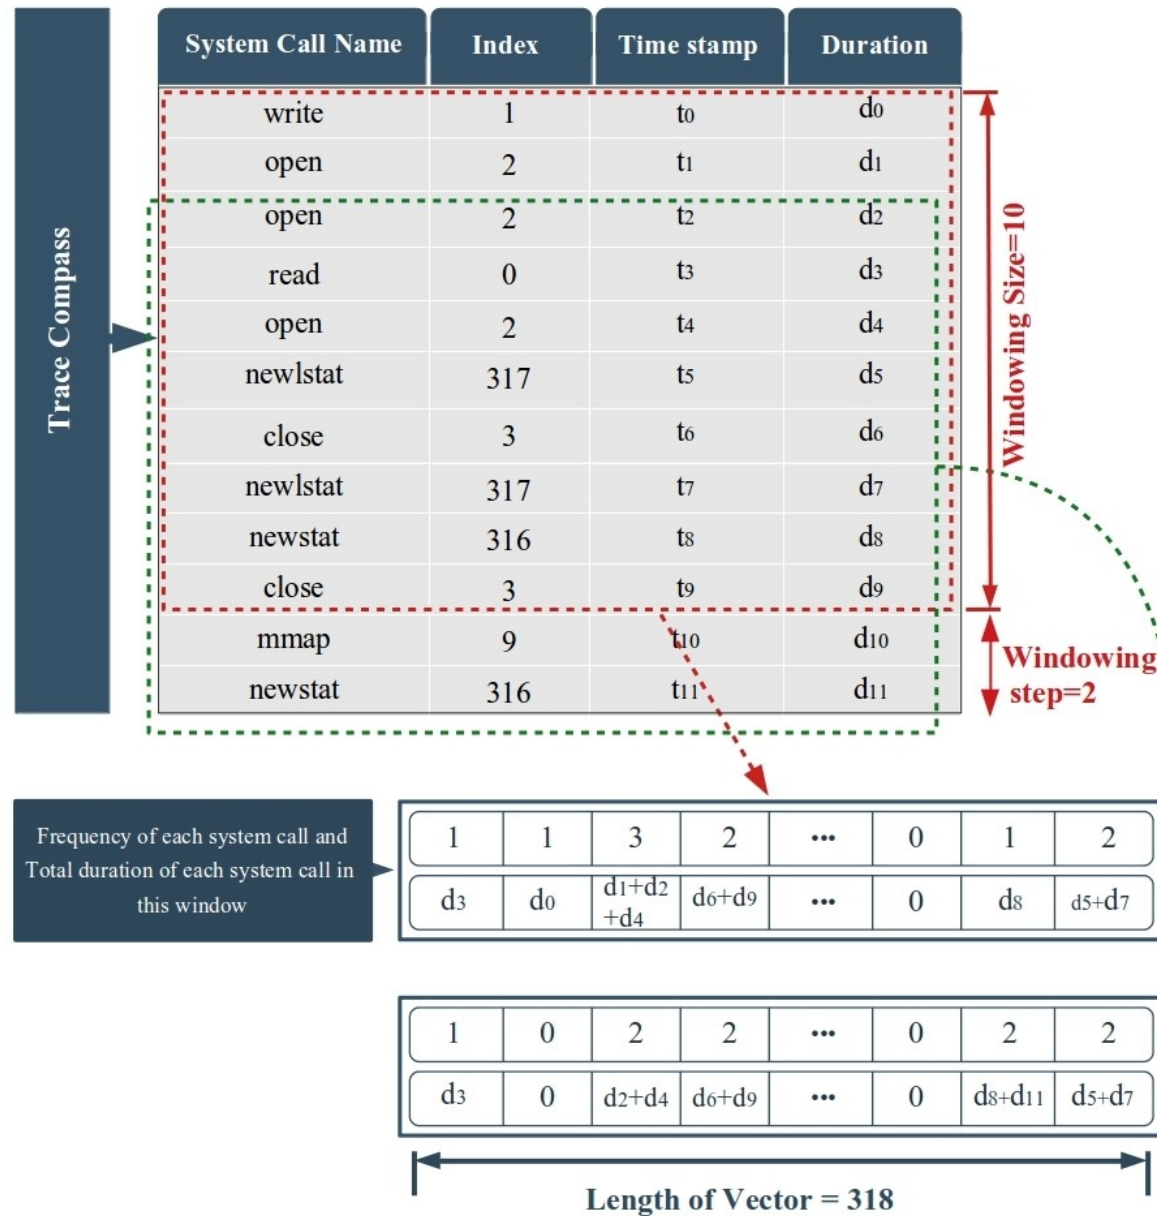 Trace Compass
System Call Name Index Time stamp Duration
write 1 t0 d0
open 2 t1 d1
open 2 t2 d2
read 0 t3 d3
open 2 t4 d4
newlstat 317 t5 d5
close 3 t6 d6
newlstat 317 t7 d7
newstat 316 t8 d8
close 3 t9 d9
mmap 9 t10 d10
newstat 316 t11 d11
Windowing Size=10
Windowing
step=2
Frequency of each system call and
Total duration of each system call in
this window
1 1 3 2 ... 0 1 2
d3 d0 d1+d2 d6+d9 ... 0 d8 d5+d7
+d4
1 0 2 2 ... 0 2 2
d3 0 d2+d4 d6+d9 ... 0 d8+d11 d5+d7
Length of Vector = 318